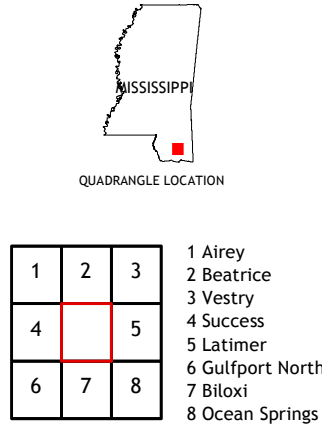 MISSISSIPPI
QUADRANGLE LOCATION
1 2 3
4 5
6 7 8
1 Airey
2 Beatrice
3 Vestry
4 Success
5 Latimer
6 Gulfport North
7 Biloxi
8 Ocean Springs